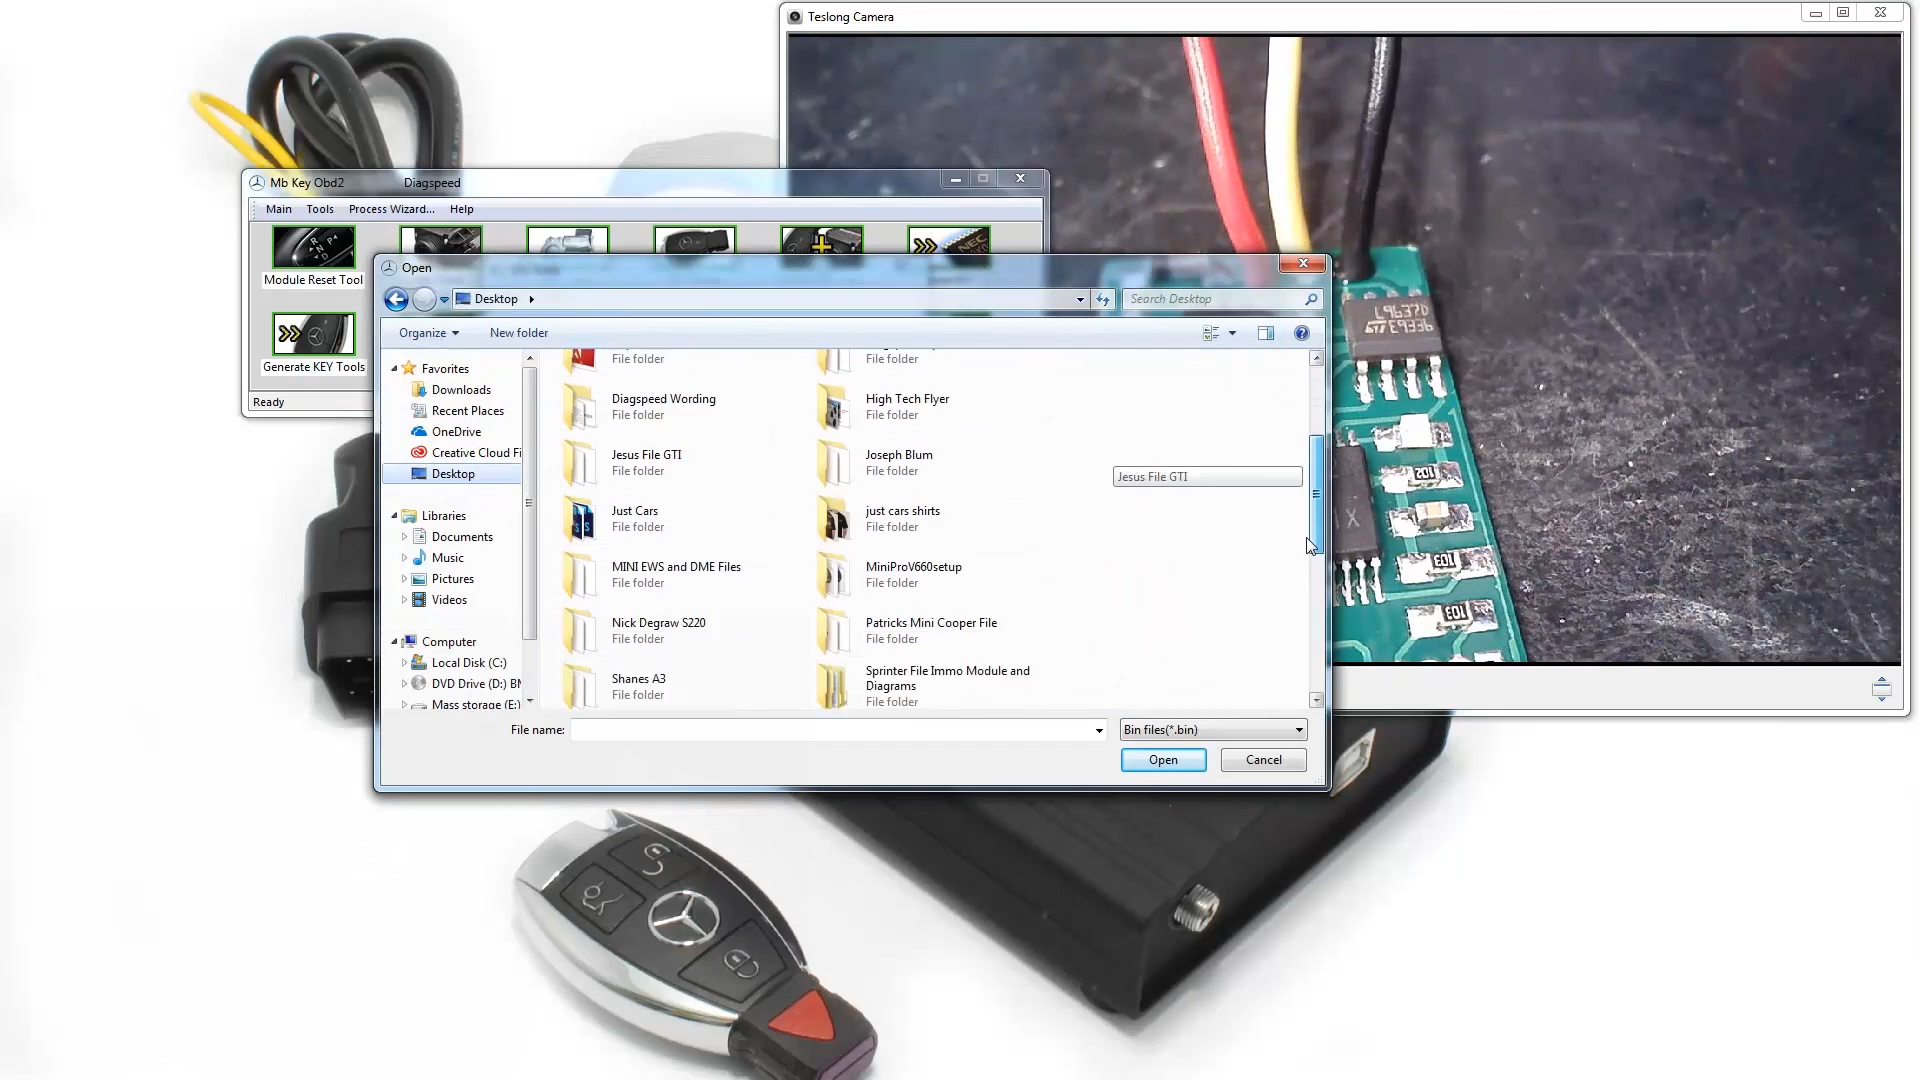 Teslong Camera
Mb Key Obd2 Diagspeed
Main Tools Process Wizard... Help
Module Reset Tool
Generate KEY Tools
Ready
Open
Desktop
Search Desktop
Organize New folder
Favorites
Downloads
Recent Places
OneDrive
Creative Cloud Fi
Desktop
Libraries
Documents
Music
Pictures
Videos
Computer
Local Disk (C:)
DVD Drive (D:) BM
Mass storage (E:)
File folder
File folder
Diagspeed Wording
File folder
High Tech Flyer
File folder
Jesus File GTI
File folder
Joseph Blum
File folder
Jesus File GTI
Just Cars
File folder
just cars shirts
File folder
MINI EWS and DME Files
File folder
MiniProV660setup
File folder
Nick Degraw S220
File folder
Patricks Mini Cooper File
File folder
Shanes A3
File folder
Sprinter File Immo Module and
Diagrams
File folder
File name:
Bin files(*.bin)
Open Cancel
102
103
103